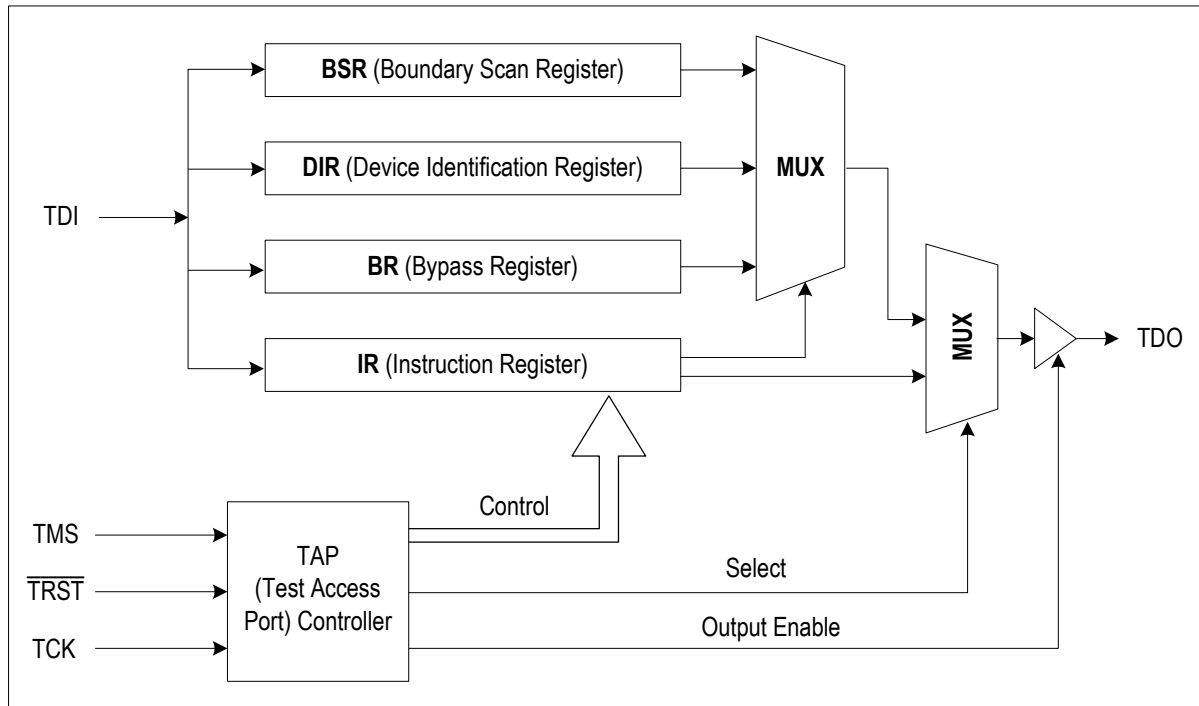 BSR (Boundary Scan Register)
DIR (Device Identification Register)
MUX
TDI
BR (Bypass Register)
MUX
TDO
IR (Instruction Register)
Control
TMS
TAP
(Test Access
Port) Controller
TRST
Select
TCK
Output Enable